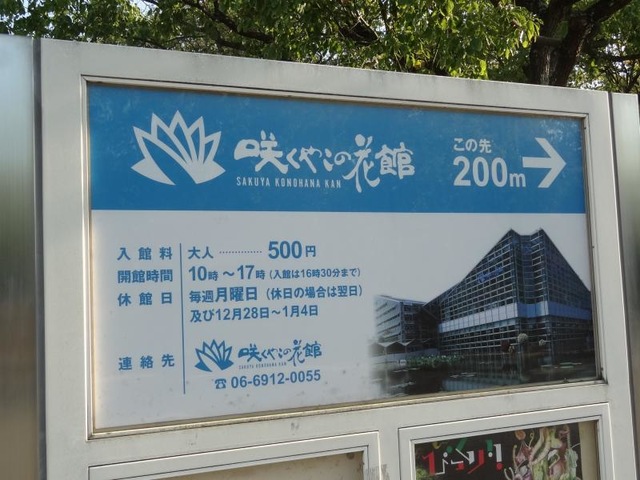 咲くやこの花館
SAKUYA KONOHANA KAN
この先
200m
入館料 大人 ………… 500円
開館時間 10時～17時（入館は16時30分まで）
休館日 毎週月曜日（休日の場合は翌日）
及び12月28日～1月4日
連絡先 咲くやこの花館
SAKUYA KONOHANA KAN
☎ 06-6912-0055
びっくり!